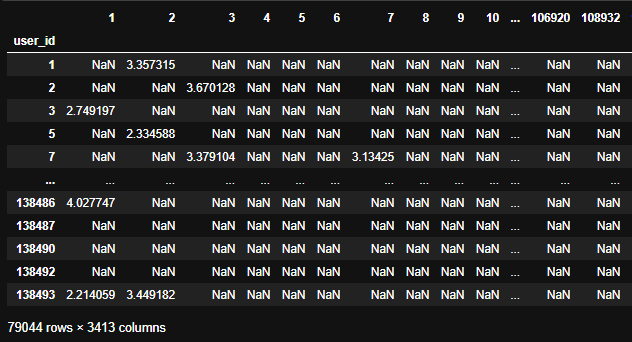 1 2 3 4 5 6 7 8 9 10 ... 106920 108932
user_id
1 NaN 3.357315 NaN NaN NaN NaN NaN NaN NaN NaN ... NaN NaN
2 NaN NaN 3.670128 NaN NaN NaN NaN NaN NaN NaN ... NaN NaN
3 2.749197 NaN NaN NaN NaN NaN NaN NaN NaN NaN ... NaN NaN
5 NaN 2.334588 NaN NaN NaN NaN NaN NaN NaN NaN ... NaN NaN
7 NaN NaN 3.379104 NaN NaN NaN 3.13425 NaN NaN NaN ... NaN NaN
... ... ... ... ... ... ... ... ... ... ... ... ... ...
138486 4.027747 NaN NaN NaN NaN NaN NaN NaN NaN NaN ... NaN NaN
138487 NaN NaN NaN NaN NaN NaN NaN NaN NaN NaN ... NaN NaN
138490 NaN NaN NaN NaN NaN NaN NaN NaN NaN NaN ... NaN NaN
138492 NaN NaN NaN NaN NaN NaN NaN NaN NaN NaN ... NaN NaN
138493 2.214059 3.449182 NaN NaN NaN NaN NaN NaN NaN NaN ... NaN NaN
79044 rows × 3413 columns